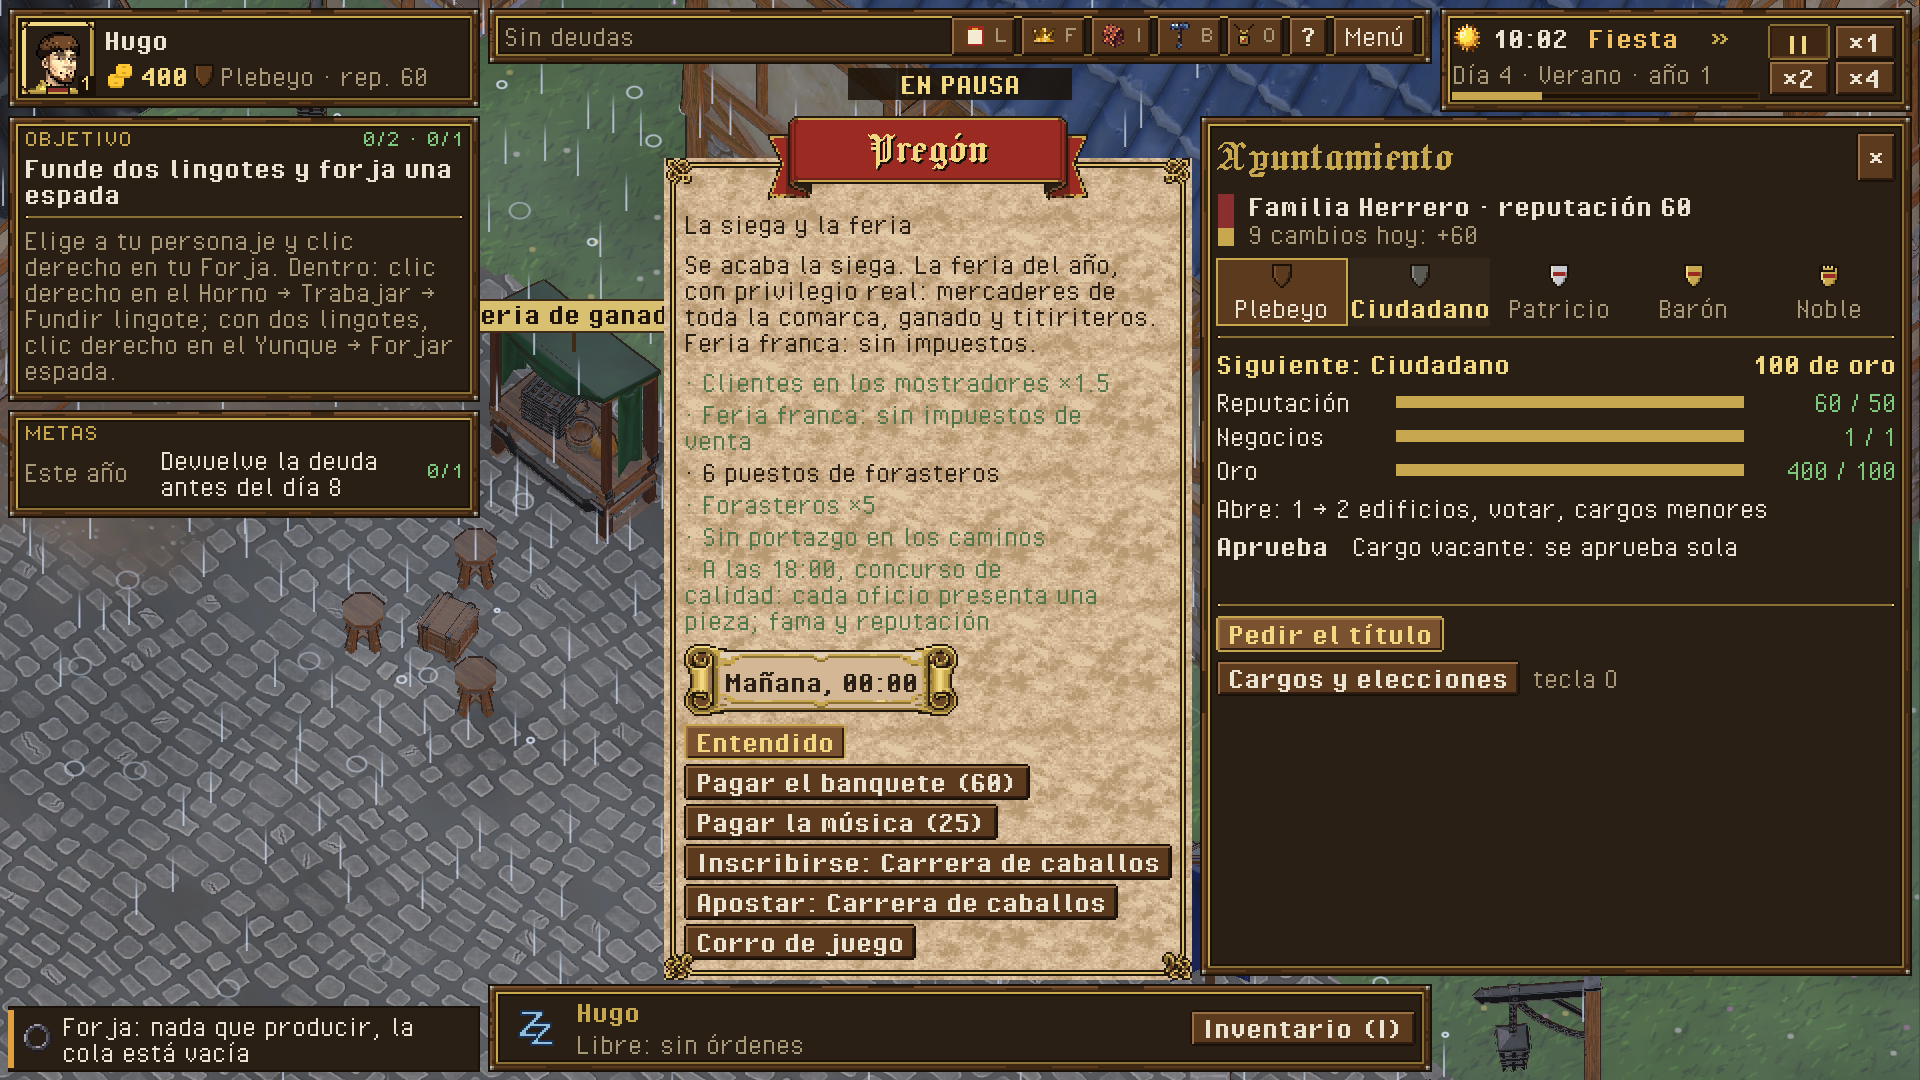 Hugo
1
400 Plebeyo · rep. 60
Sin deudas
L
F
I
B
O
?
Menú
10:02 Fiesta »
Día 4 · Verano · año 1
×1
×2
×4
EN PAUSA
OBJETIVO 0/2 · 0/1
Funde dos lingotes y forja una
espada
Elige a tu personaje y clic
derecho en tu Forja. Dentro: clic
derecho en el Horno → Trabajar →
Fundir lingote; con dos lingotes,
clic derecho en el Yunque → Forjar
espada.
METAS
Este año
Devuelve la deuda
antes del día 8
0/1
eria de ganad
Pregón
La siega y la feria
Se acaba la siega. La feria del año,
con privilegio real: mercaderes de
toda la comarca, ganado y titiriteros.
Feria franca: sin impuestos.
· Clientes en los mostradores ×1.5
· Feria franca: sin impuestos de
venta
· 6 puestos de forasteros
· Forasteros ×5
· Sin portazgo en los caminos
· A las 18:00, concurso de
calidad: cada oficio presenta una
pieza; fama y reputación
Mañana, 00:00
Entendido
Pagar el banquete (60)
Pagar la música (25)
Inscribirse: Carrera de caballos
Apostar: Carrera de caballos
Corro de juego
Ayuntamiento
×
Familia Herrero · reputación 60
9 cambios hoy: +60
Plebeyo
Ciudadano
Patricio
Barón
Noble
Siguiente: Ciudadano 100 de oro
Reputación 60 / 50
Negocios 1 / 1
Oro 400 / 100
Abre: 1 → 2 edificios, votar, cargos menores
Aprueba Cargo vacante: se aprueba sola
Pedir el título
Cargos y elecciones tecla O
Forja: nada que producir, la
cola está vacía
Hugo
Libre: sin órdenes
Inventario (I)